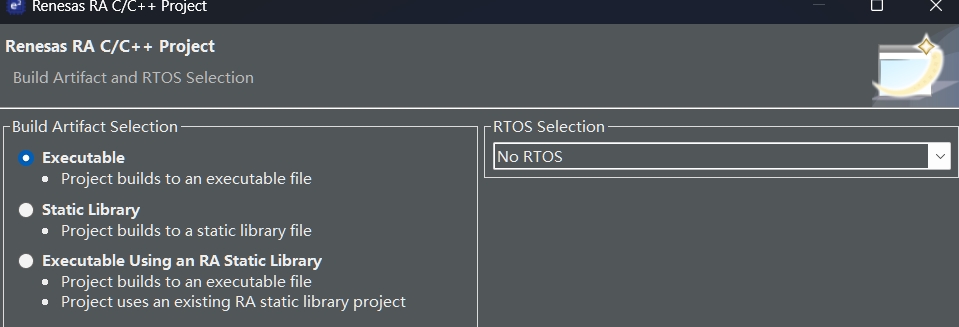 Renesas RA C/C++ Project
Renesas RA C/C++ Project
Build Artifact and RTOS Selection
Build Artifact Selection
Executable
• Project builds to an executable file
Static Library
• Project builds to a static library file
Executable Using an RA Static Library
• Project builds to an executable file
• Project uses an existing RA static library project
RTOS Selection
No RTOS